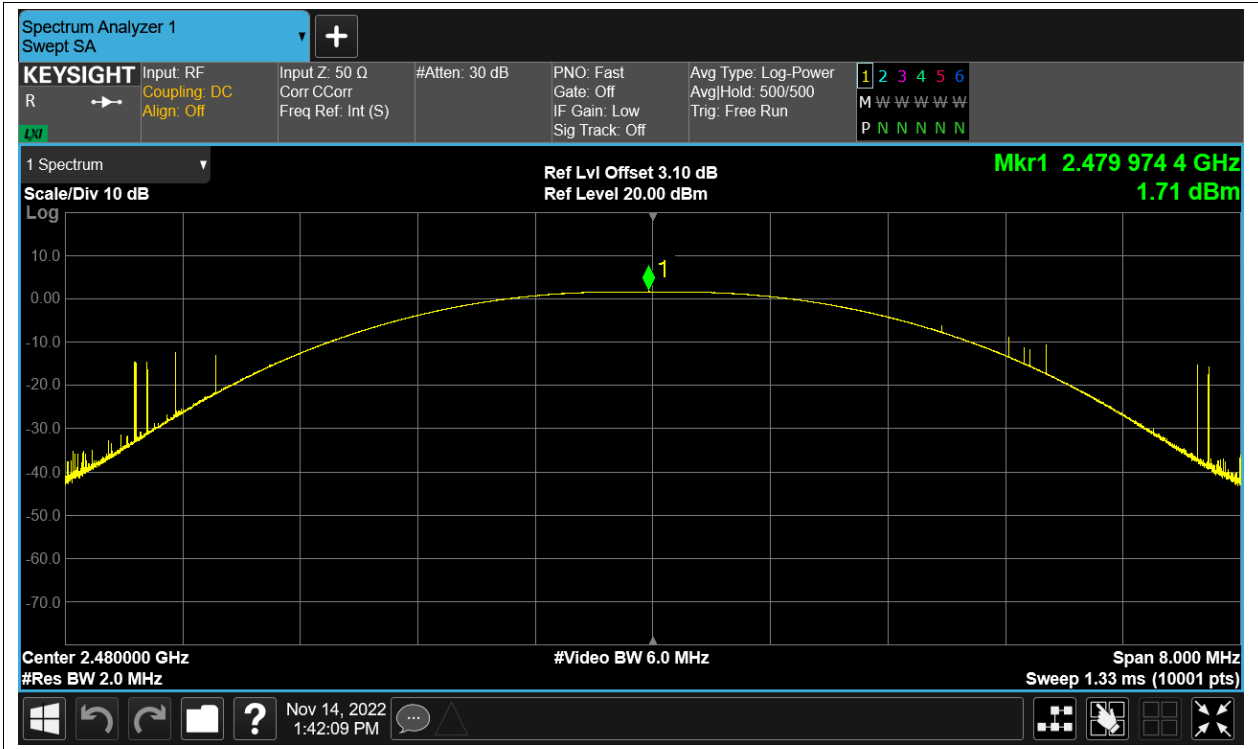 Spectrum Analyzer 1
Swept SA
+
KEYSIGHT
R
LXI
Input: RF
Coupling: DC
Align: Off
Input Z: 50 Ω
Corr CCorr
Freq Ref: Int (S)
#Atten: 30 dB
PNO: Fast
Gate: Off
IF Gain: Low
Sig Track: Off
Avg Type: Log-Power
Avg|Hold: 500/500
Trig: Free Run
1 2 3 4 5 6
M W W W W W
P N N N N N
1 Spectrum
Scale/Div 10 dB
Log
Ref Lvl Offset 3.10 dB
Ref Level 20.00 dBm
Mkr1 2.479 974 4 GHz
1.71 dBm
1
10.0
0.00
-10.0
-20.0
-30.0
-40.0
-50.0
-60.0
-70.0
Center 2.480000 GHz
#Res BW 2.0 MHz
#Video BW 6.0 MHz
Span 8.000 MHz
Sweep 1.33 ms (10001 pts)
?
Nov 14, 2022
1:42:09 PM